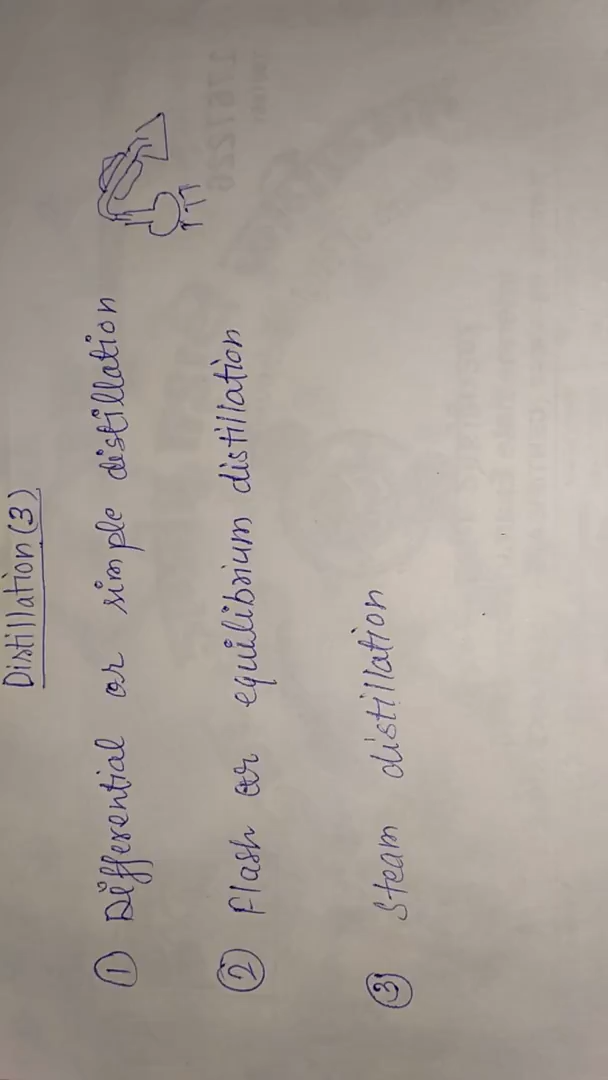 Distillation (3)
① Differential or simple distillation
② Flash or equilibrium distillation
③ Steam distillation